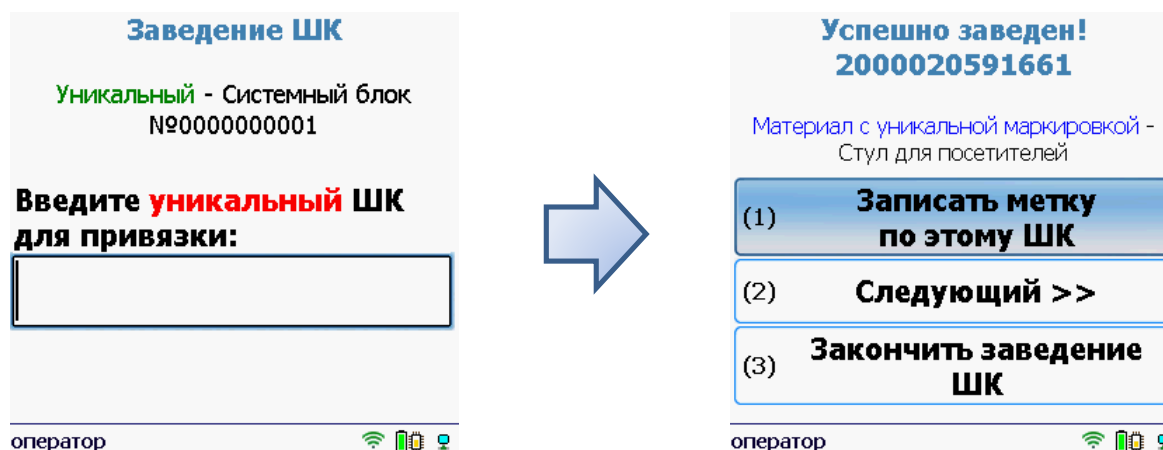 Заведение ШК
Уникальный - Системный блок
№0000000001
Введите уникальный ШК
для привязки:
оператор
Успешно заведен!
2000020591661
Материал с уникальной маркировкой -
Стул для посетителей
(1) Записать метку
по этому ШК
(2) Следующий >>
(3) Закончить заведение
ШК
оператор